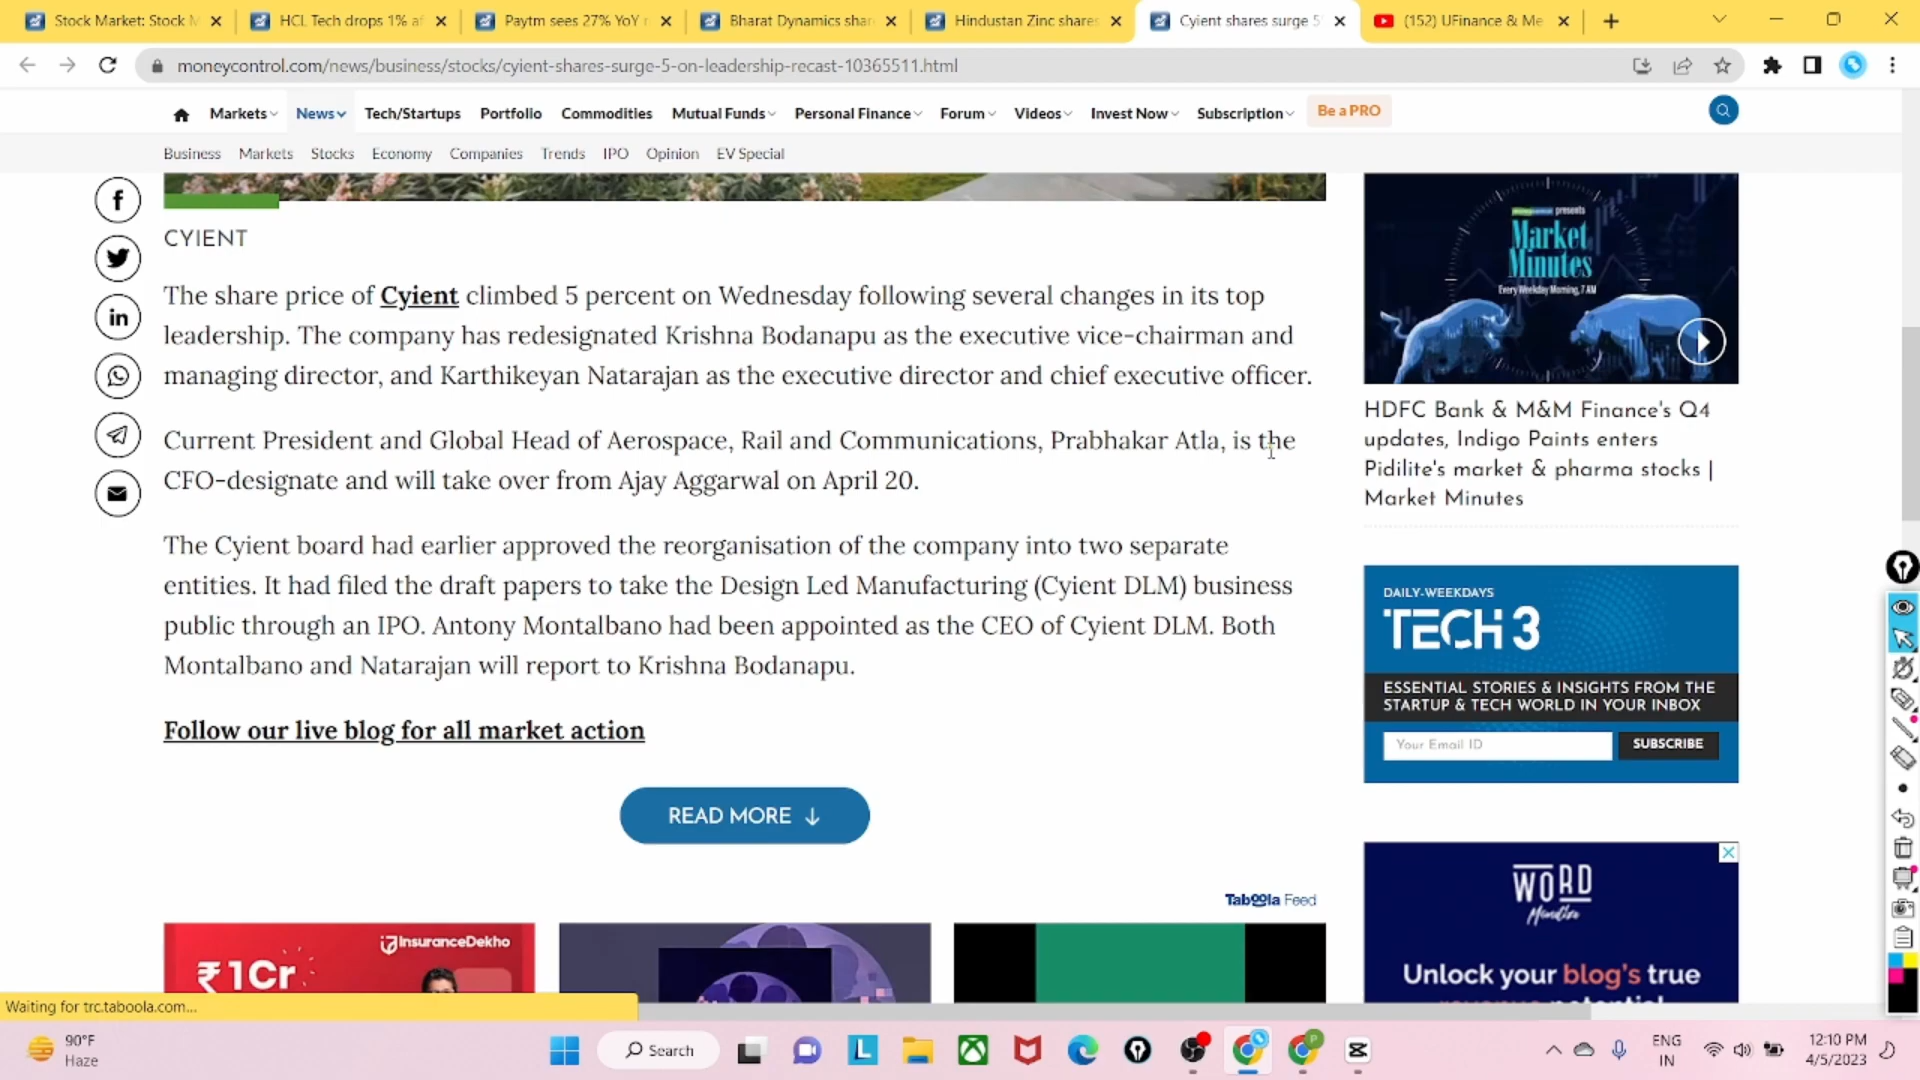 Stock Market: Stock M
HCL Tech drops 1% af
Paytm sees 27% YoY r
Bharat Dynamics shar
Hindustan Zinc shares
Cyient shares surge 5
(152) UFinance & Me
moneycontrol.com/news/business/stocks/cyient-shares-surge-5-on-leadership-recast-10365511.html
Markets News Tech/Startups Portfolio Commodities Mutual Funds Personal Finance Forum Videos Invest Now Subscription Be a PRO
Business Markets Stocks Economy Companies Trends IPO Opinion EV Special
CYIENT
The share price of Cyient climbed 5 percent on Wednesday following several changes in its top
leadership. The company has redesignated Krishna Bodanapu as the executive vice-chairman and
managing director, and Karthikeyan Natarajan as the executive director and chief executive officer.
Current President and Global Head of Aerospace, Rail and Communications, Prabhakar Atla, is the
CFO-designate and will take over from Ajay Aggarwal on April 20.
The Cyient board had earlier approved the reorganisation of the company into two separate
entities. It had filed the draft papers to take the Design Led Manufacturing (Cyient DLM) business
public through an IPO. Antony Montalbano had been appointed as the CEO of Cyient DLM. Both
Montalbano and Natarajan will report to Krishna Bodanapu.
Follow our live blog for all market action
READ MORE ↓
Taboola Feed
InsuranceDekho
₹1Cr
presents
Market
Minutes
Every Weekday Morning, 7 AM
HDFC Bank & M&M Finance's Q4
updates, Indigo Paints enters
Pidilite's market & pharma stocks |
Market Minutes
DAILY-WEEKDAYS
TECH 3
ESSENTIAL STORIES & INSIGHTS FROM THE
STARTUP & TECH WORLD IN YOUR INBOX
Your Email ID
SUBSCRIBE
WORD
Monetize
Unlock your blog's true
Waiting for trc.taboola.com...
90°F
Haze
Search
ENG
IN
12:10 PM
4/5/2023